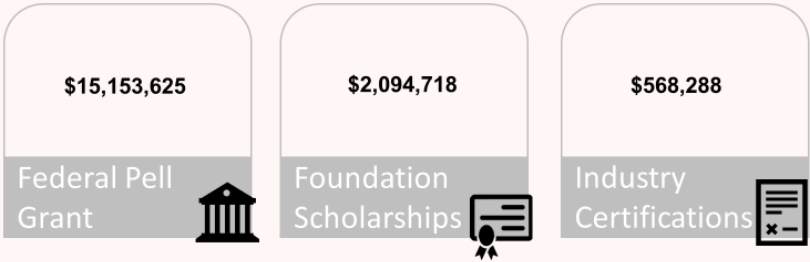 $15,153,625
Federal Pell
Grant
$2,094,718
Foundation
Scholarships
$568,288
Industry
Certifications